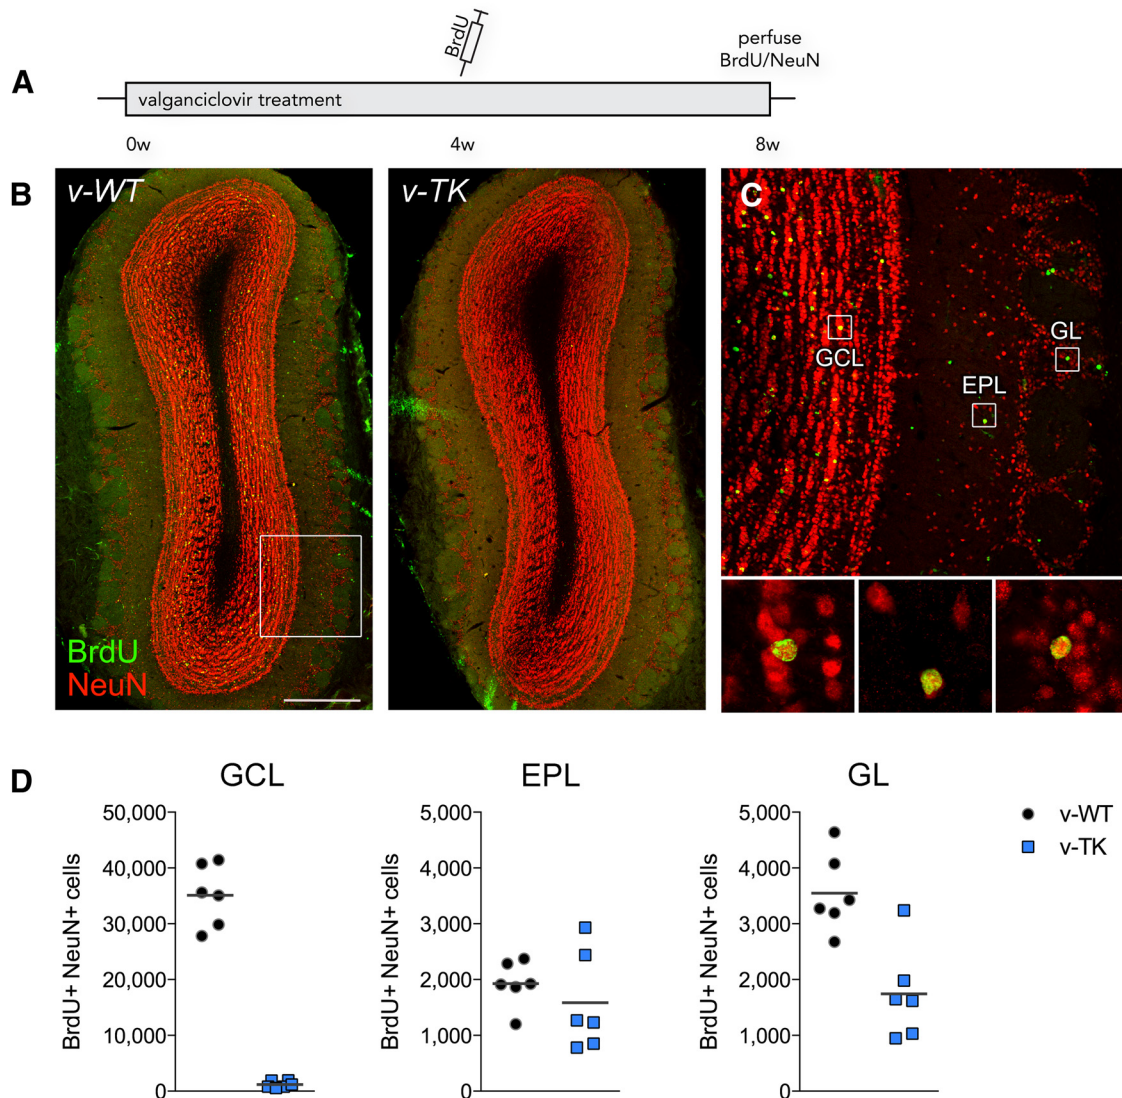 A
BrdU
perfuse
BrdU/NeuN
valganciclovir treatment
0w
4w
8w
B
v-WT
v-TK
C
GCL
EPL
GL
BrdU
NeuN
D
GCL
EPL
GL
BrdU+ NeuN+ cells
50,000
40,000
30,000
20,000
10,000
0
BrdU+ NeuN+ cells
5,000
4,000
3,000
2,000
1,000
0
BrdU+ NeuN+ cells
5,000
4,000
3,000
2,000
1,000
0
v-WT
v-TK